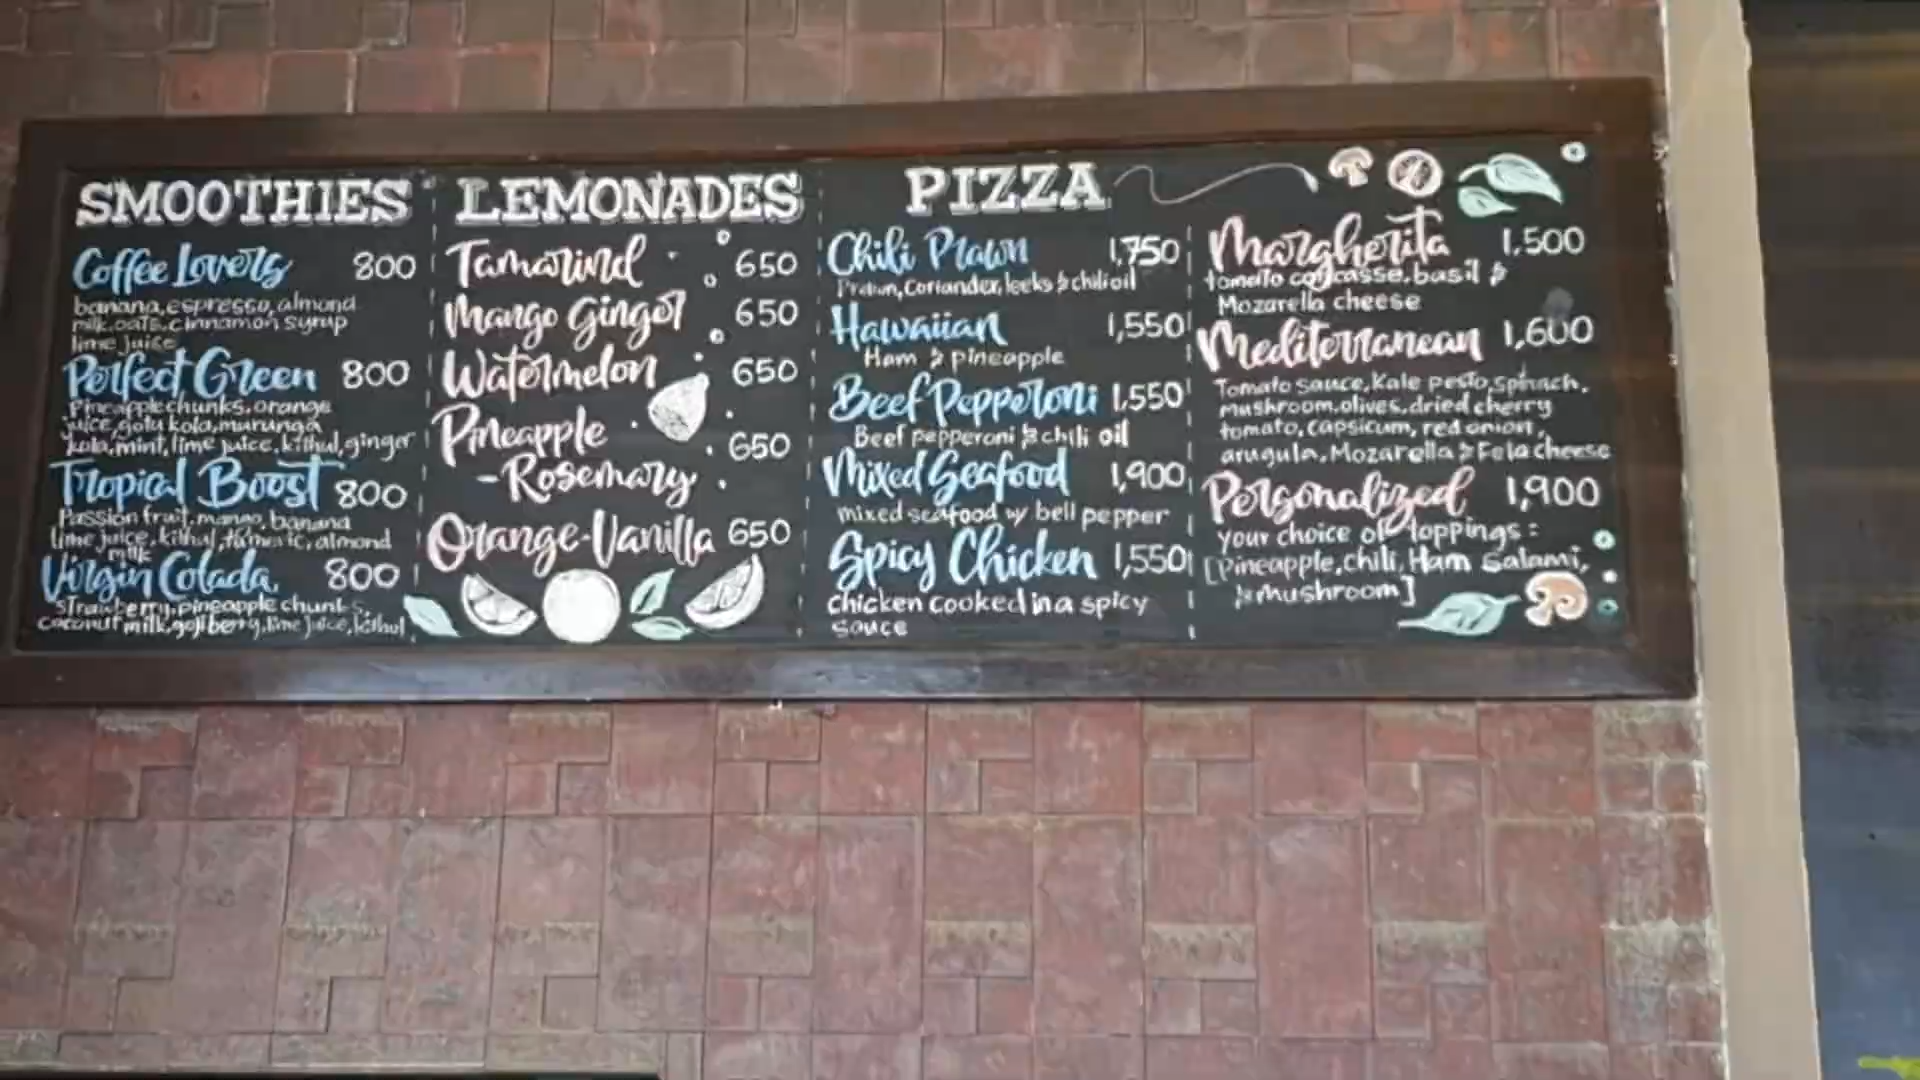 SMOOTHIES
Coffee Lovers 800
banana, espresso, almond
milk, oats, cinnamon syrup
lime juice
Perfect Green 800
Pineapple chunks, orange
juice, gotu kola, murunga
kola, mint, lime juice, kithul, ginger
Tropical Boost 800
Passion fruit, mango, banana
lime juice, kithul, tumeric, almond
milk
Virgin Colada 800
strawberry, pineapple chunks,
coconut milk, goji berry, lime juice, kithul
LEMONADES
Tamarind 650
Mango Ginger 650
Watermelon 650
Pineapple
-Rosemary 650
Orange-Vanilla 650
PIZZA
Chili Prawn 1,750
Prawn, Coriander, leeks & chili oil
Hawaiian 1,550
Ham & pineapple
Beef Pepperoni 1,550
Beef pepperoni & chili oil
Mixed Seafood 1,900
mixed seafood w/ bell pepper
Spicy Chicken 1,550
chicken cooked in a spicy
sauce
Margherita 1,500
tomato concasse, basil &
Mozarella cheese
Mediterranean 1,600
Tomato sauce, Kale pesto, spinach,
mushroom, olives, dried cherry
tomato, capsicum, red onion,
arugula, Mozarella & Feta cheese
Personalized 1,900
your choice of toppings:
[Pineapple, chili, Ham Salami,
& mushroom]